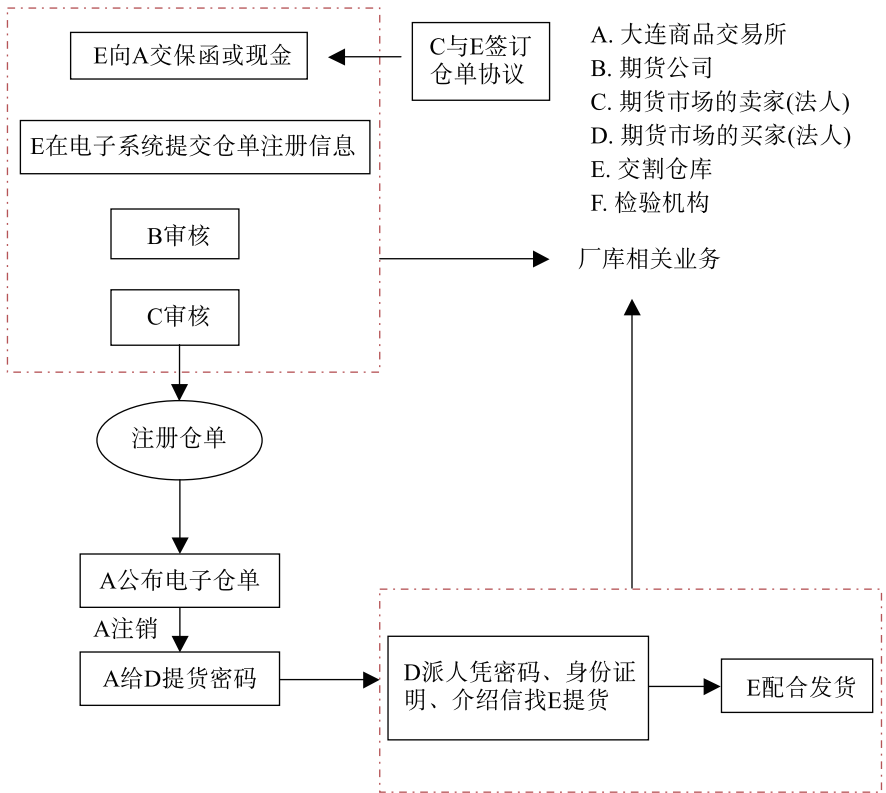 E向A交保函或现金
C与E签订
仓单协议
A. 大连商品交易所
B. 期货公司
C. 期货市场的卖家(法人)
D. 期货市场的买家(法人)
E. 交割仓库
F. 检验机构
E在电子系统提交仓单注册信息
B审核
厂库相关业务
C审核
注册仓单
A公布电子仓单
A注销
A给D提货密码
D派人凭密码、身份证
明、介绍信找E提货
E配合发货